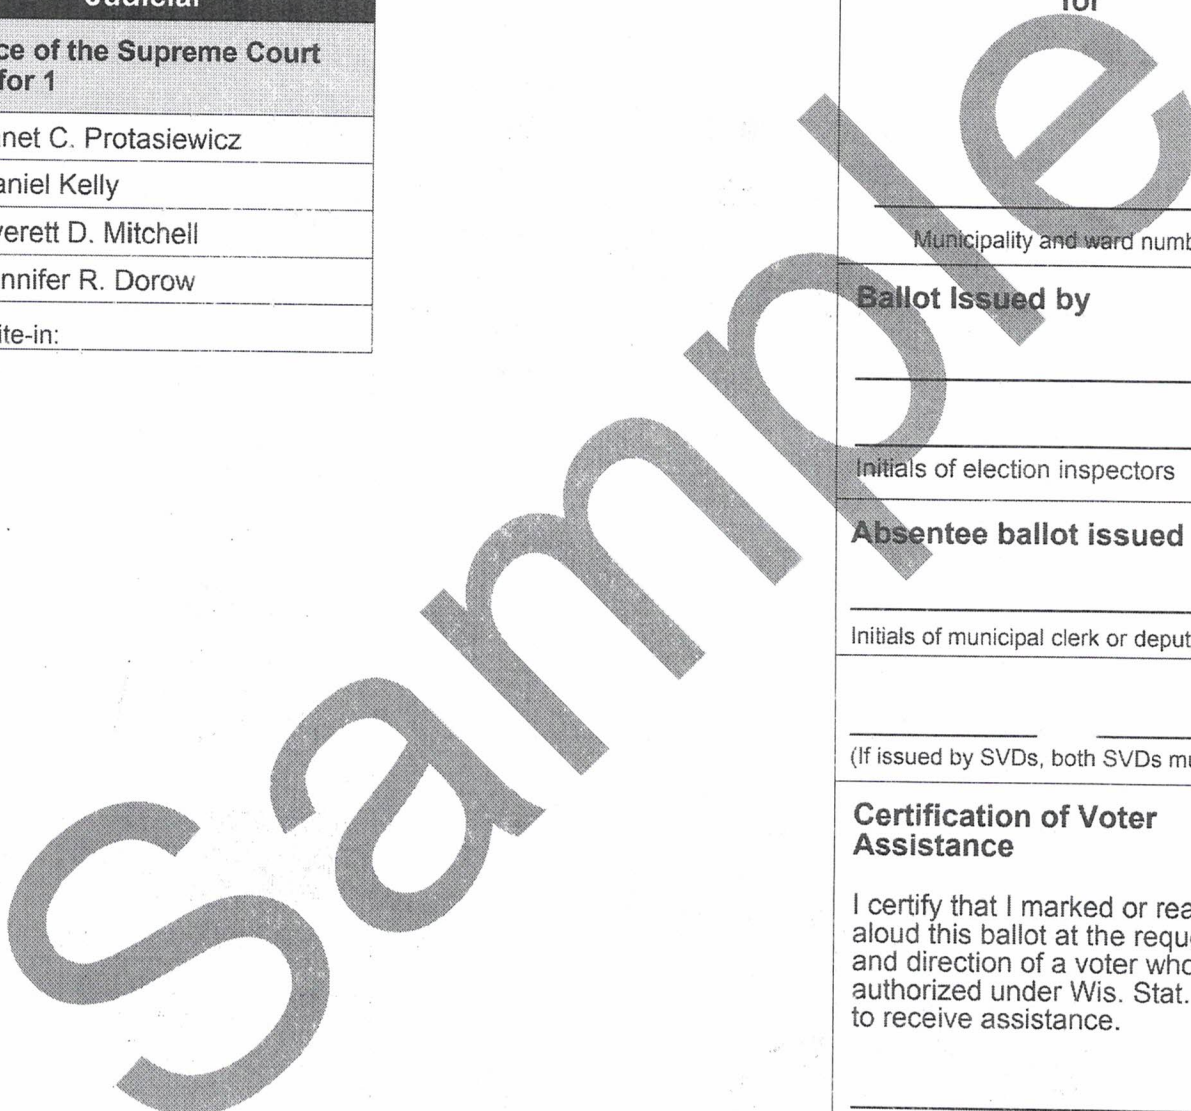 Judicial
ce of the Supreme Court
for 1
net C. Protasiewicz
aniel Kelly
verett D. Mitchell
nnifer R. Dorow
ite-in:
for
Municipality and ward numb
Ballot Issued by
Initials of election inspectors
Absentee ballot issued
Initials of municipal clerk or deput
(If issued by SVDs, both SVDs mu
Certification of Voter
Assistance
I certify that I marked or rea
aloud this ballot at the reque
and direction of a voter who
authorized under Wis. Stat.
to receive assistance.
Sample